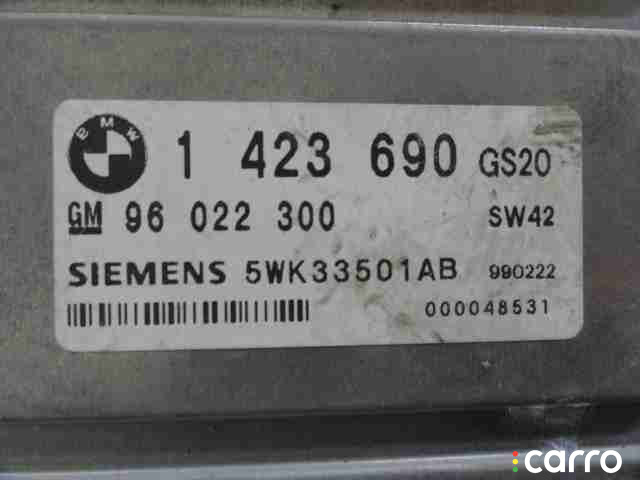 BMW 1 423 690 GS20
GM 96 022 300 SW42
SIEMENS 5WK33501AB 990222
000048531
carro